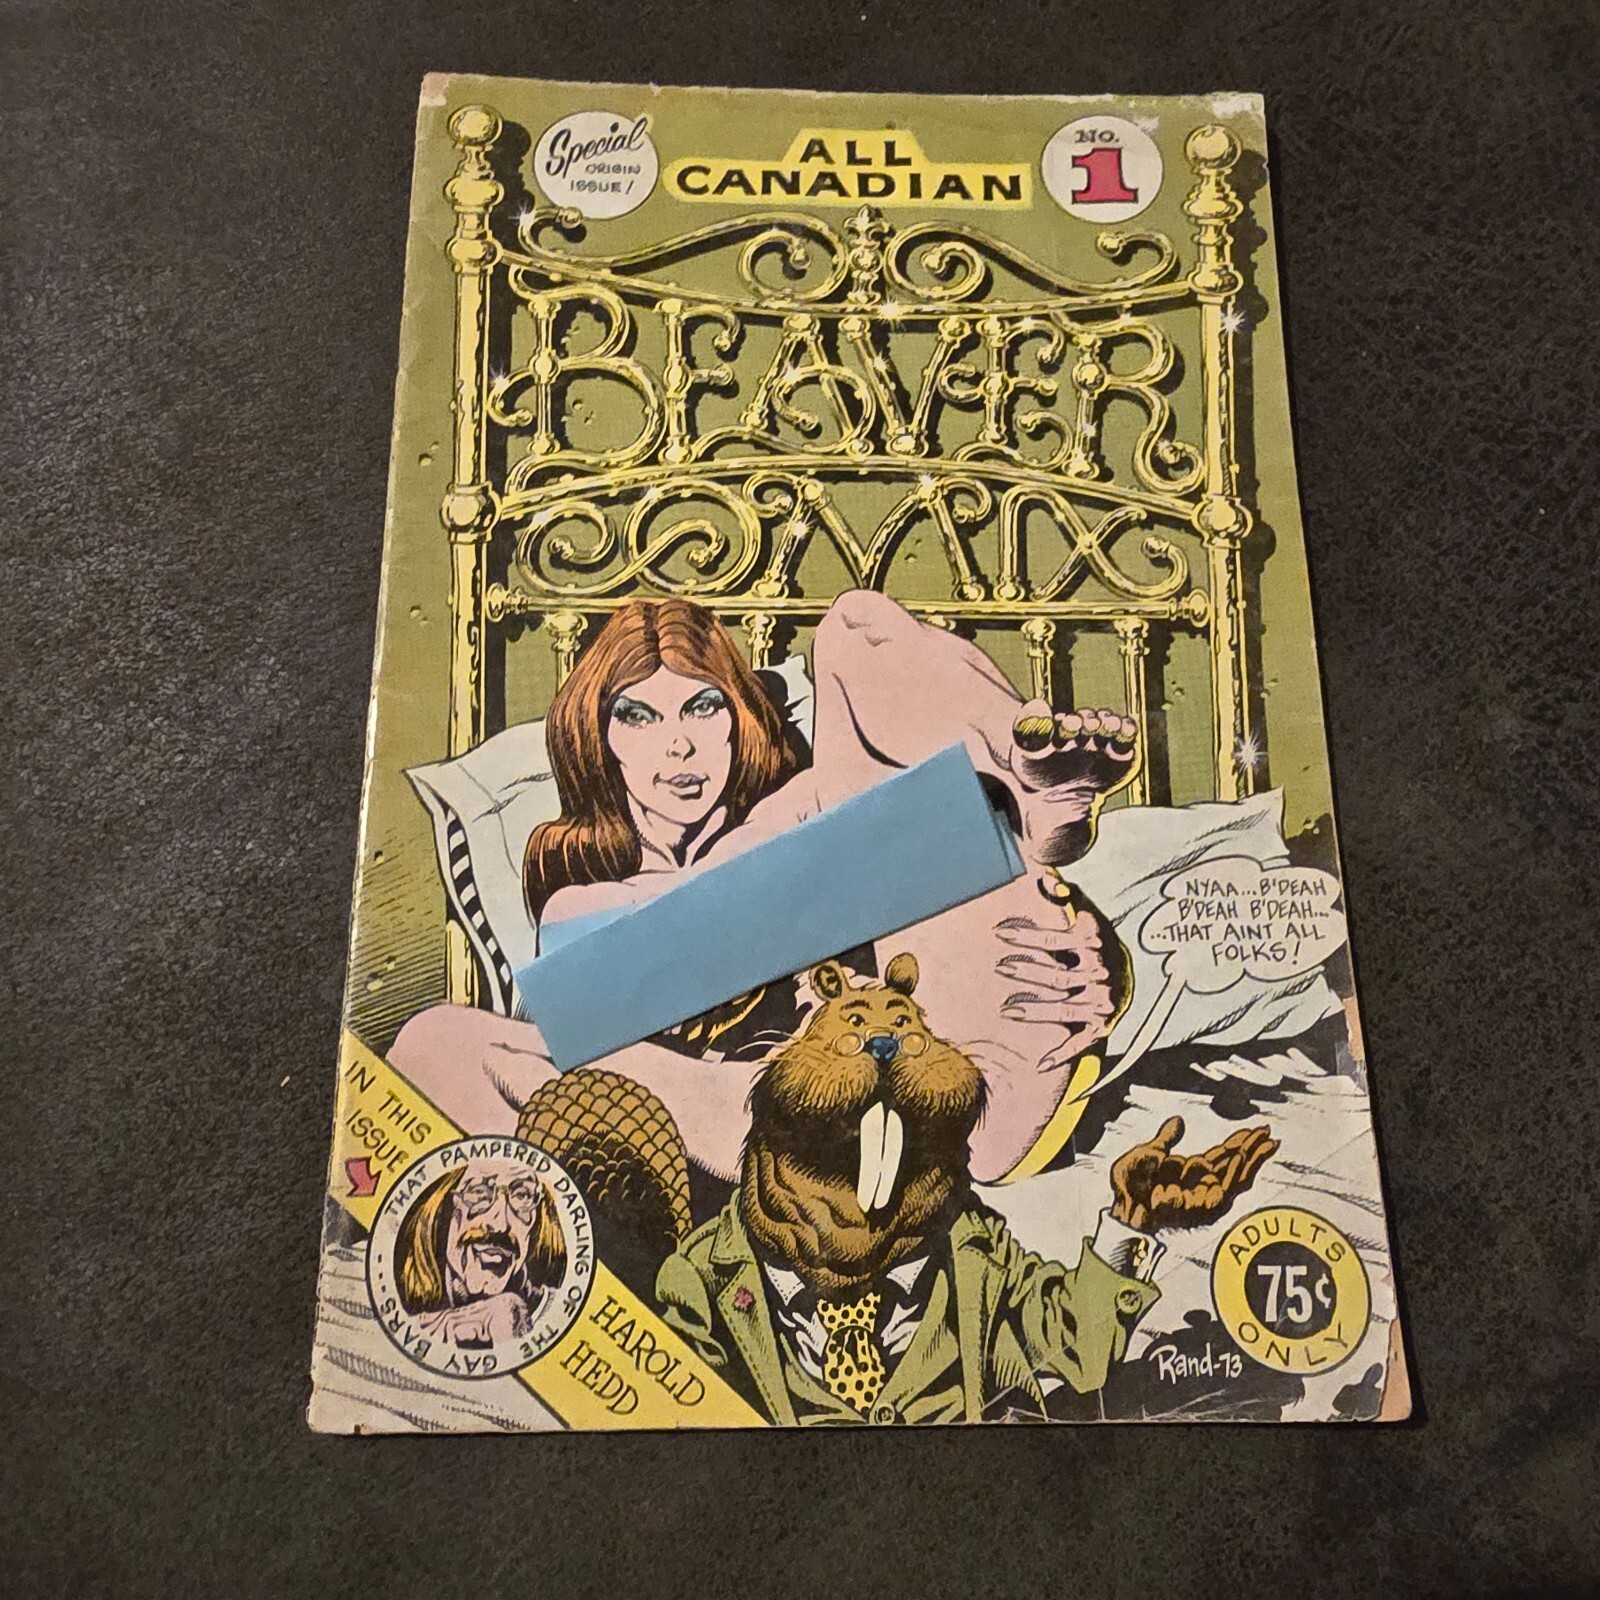 Special
ORIGIN
ISSUE!
ALL
CANADIAN
NO.
1
BEAVER
COMIX
NYAA...B'DEAH
B'DEAH B'DEAH...
...THAT AINT ALL
FOLKS!
IN THIS
ISSUE
THAT PAMPERED DARLING OF THE GAY BARS....
HAROLD
HEDD
ADULTS
75¢
ONLY
Rand-73